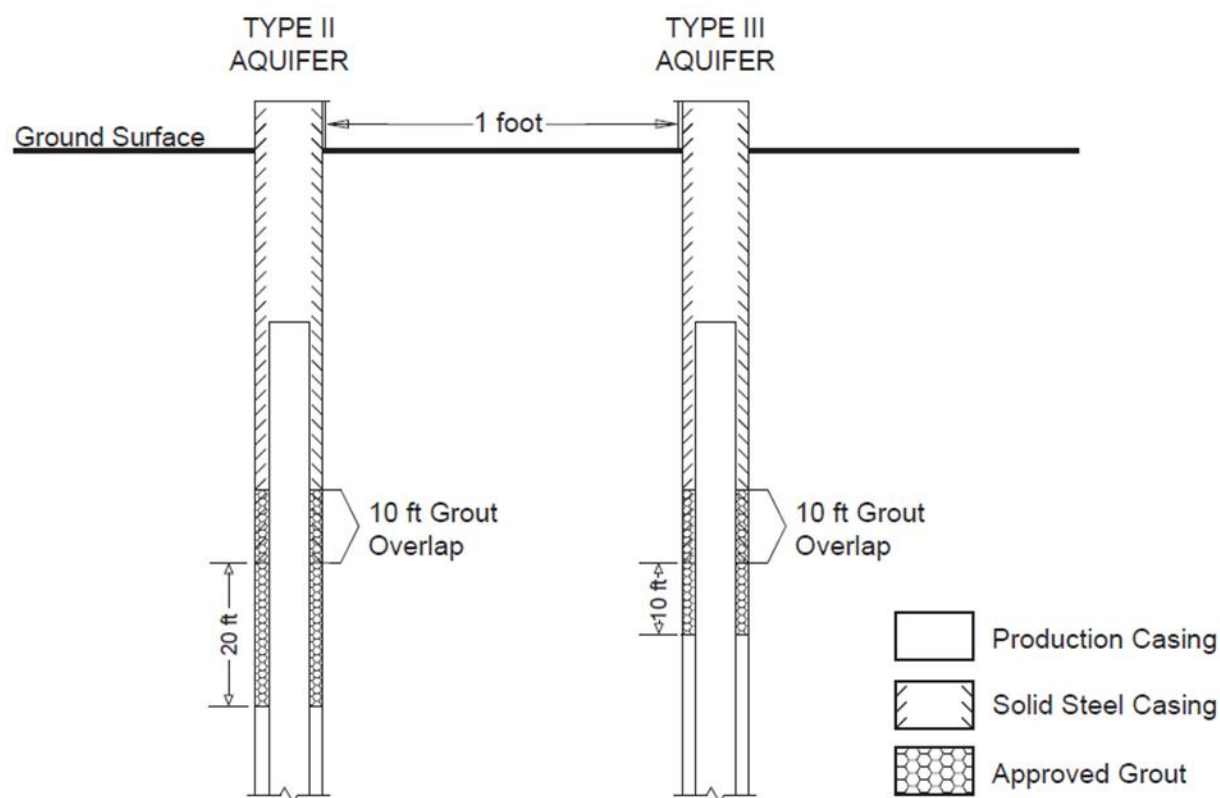 TYPE II
AQUIFER
TYPE III
AQUIFER
1 foot
Ground Surface
10 ft Grout
Overlap
10 ft Grout
Overlap
20 ft
10 ft
Production Casing
Solid Steel Casing
Approved Grout